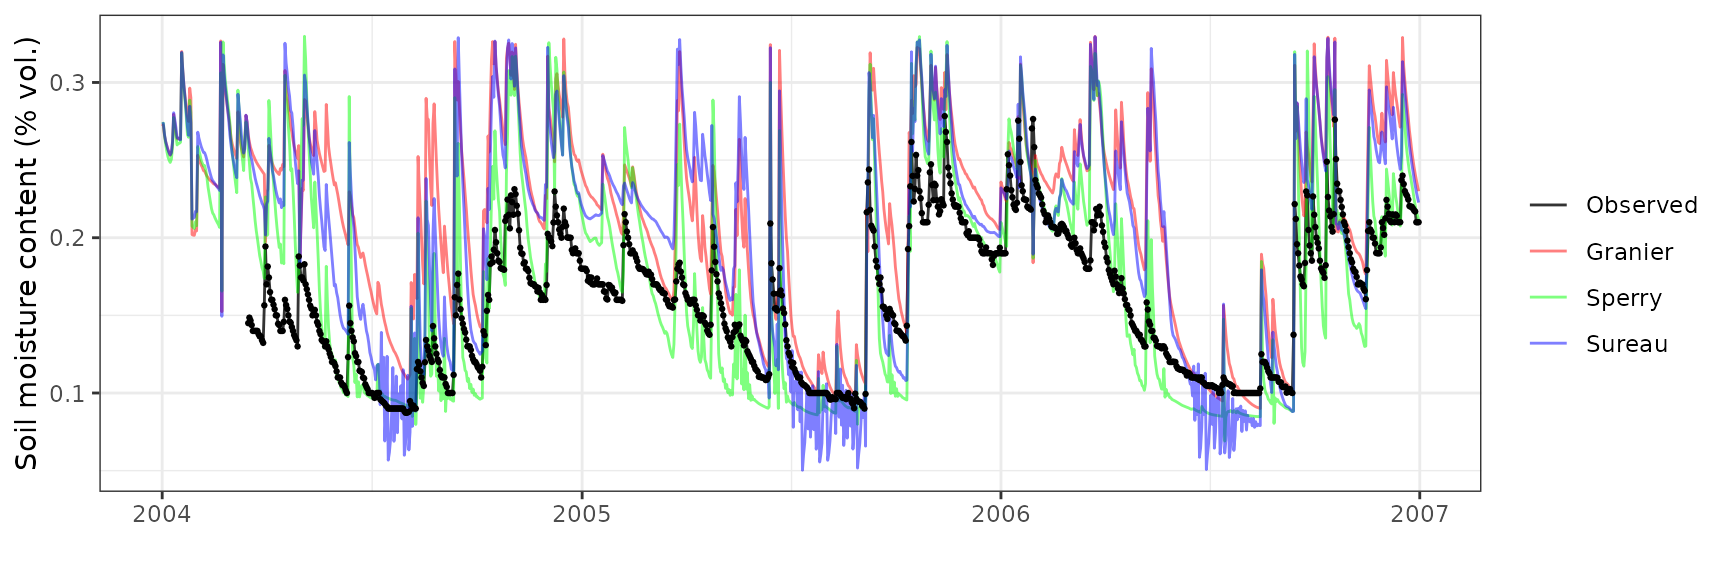 Soil moisture content (% vol.)
0.3
0.2
0.1
2004
2005
2006
2007
Observed
Granier
Sperry
Sureau